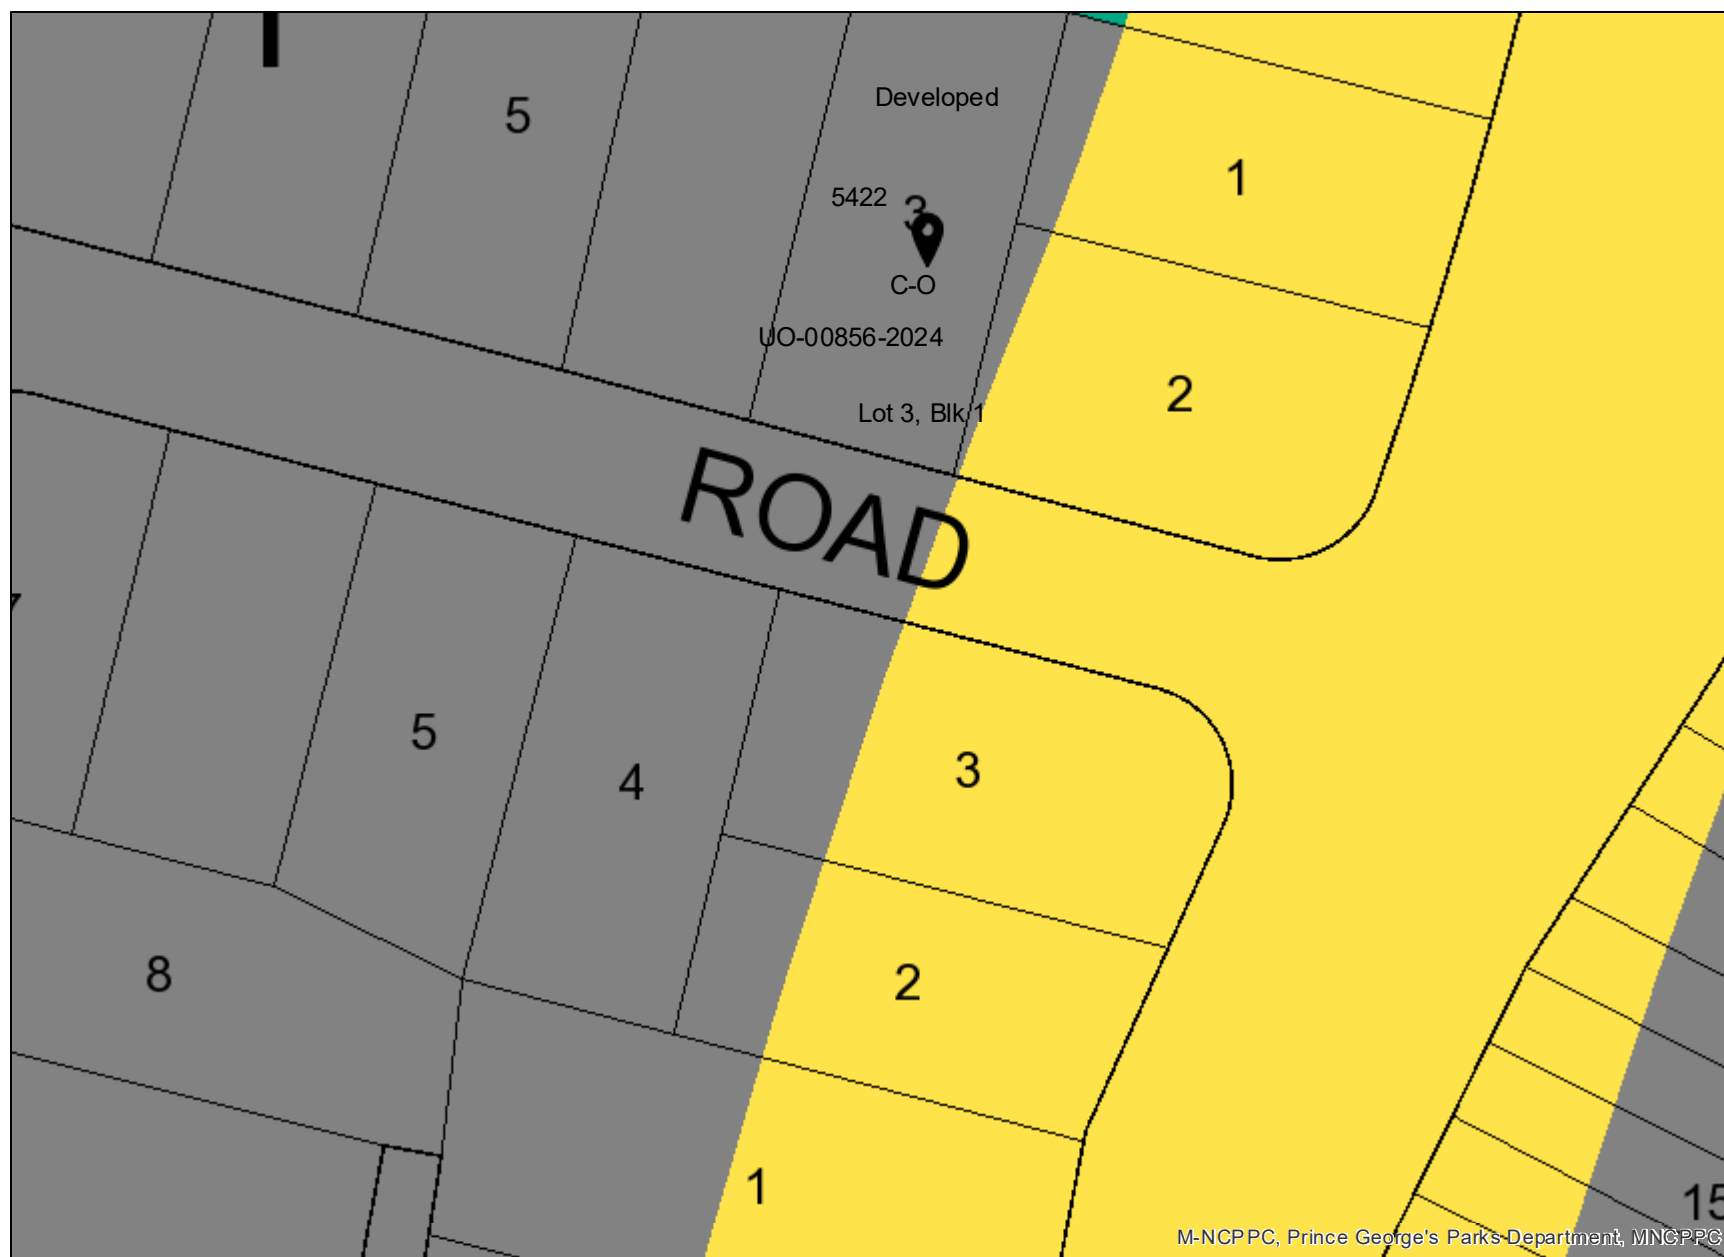 Developed
5
1
5422 3
C-O
UO-00856-2024
2
Lot 3, Blk 1
ROAD
7
5
4
3
8
2
1
15
M-NCPPC, Prince George's Parks Department, MNCPPC